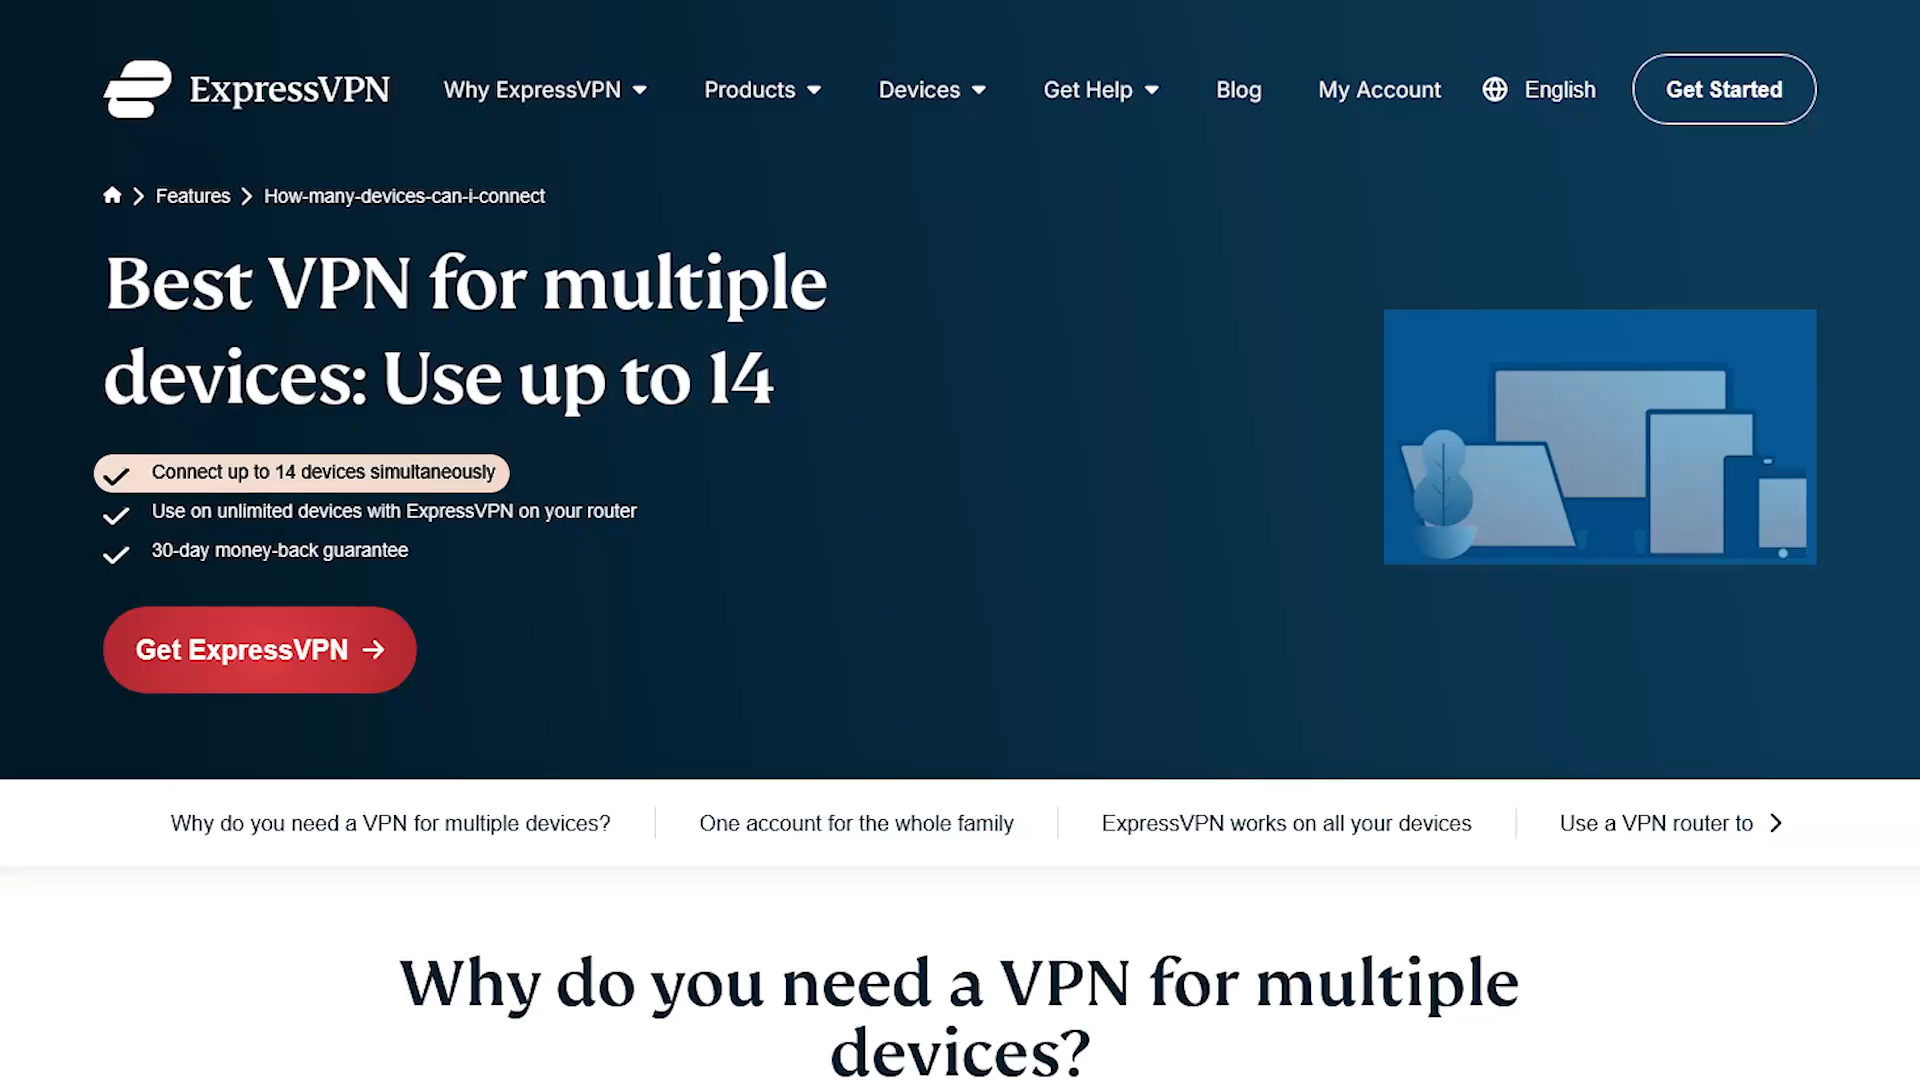 ExpressVPN
Why ExpressVPN
Products
Devices
Get Help
Blog
My Account
English
Get Started
Features
How-many-devices-can-i-connect
Best VPN for multiple
devices: Use up to 14
Connect up to 14 devices simultaneously
Use on unlimited devices with ExpressVPN on your router
30-day money-back guarantee
Get ExpressVPN
Why do you need a VPN for multiple devices?
One account for the whole family
ExpressVPN works on all your devices
Use a VPN router to
Why do you need a VPN for multiple
devices?